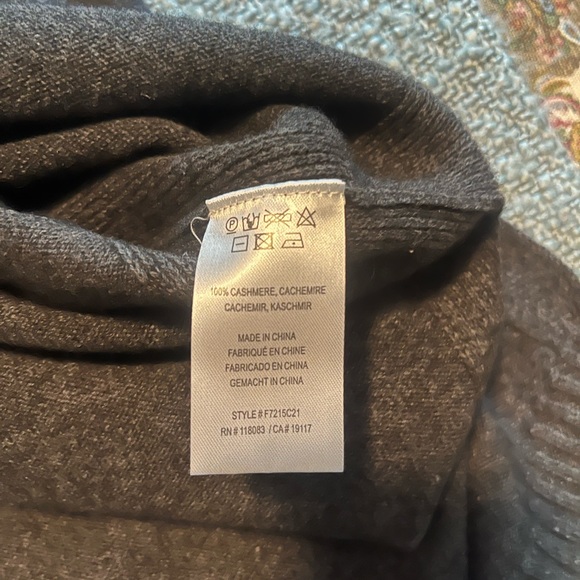 100% CASHMERE, CACHEMIRE
CACHEMIR, KASCHMIR
MADE IN CHINA
FABRIQUÉ EN CHINE
FABRICADO EN CHINA
GEMACHT IN CHINA
STYLE # F7215C21
RN # 118083 / CA # 19117